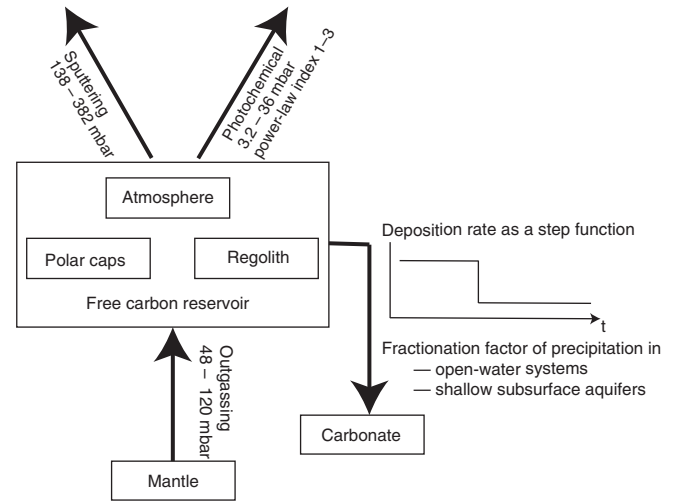 Sputtering
138 – 382 mbar
Photochemical
3.2 – 36 mbar
power-law index 1–3
Atmosphere
Polar caps
Regolith
Free carbon reservoir
Deposition rate as a step function
t
Fractionation factor of precipitation in
— open-water systems
— shallow subsurface aquifers
Outgassing
48 – 120 mbar
Carbonate
Mantle